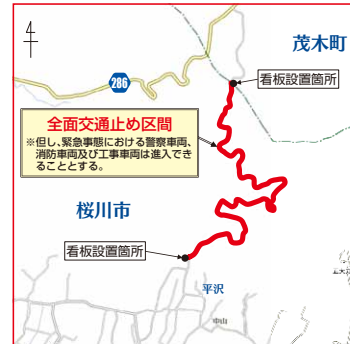 茂木町
286
看板設置箇所
全面交通止め区間
※但し、緊急事態における警察車両、
消防車両及び工事車両は進入でき
ることとする。
桜川市
看板設置箇所
平沢
中山